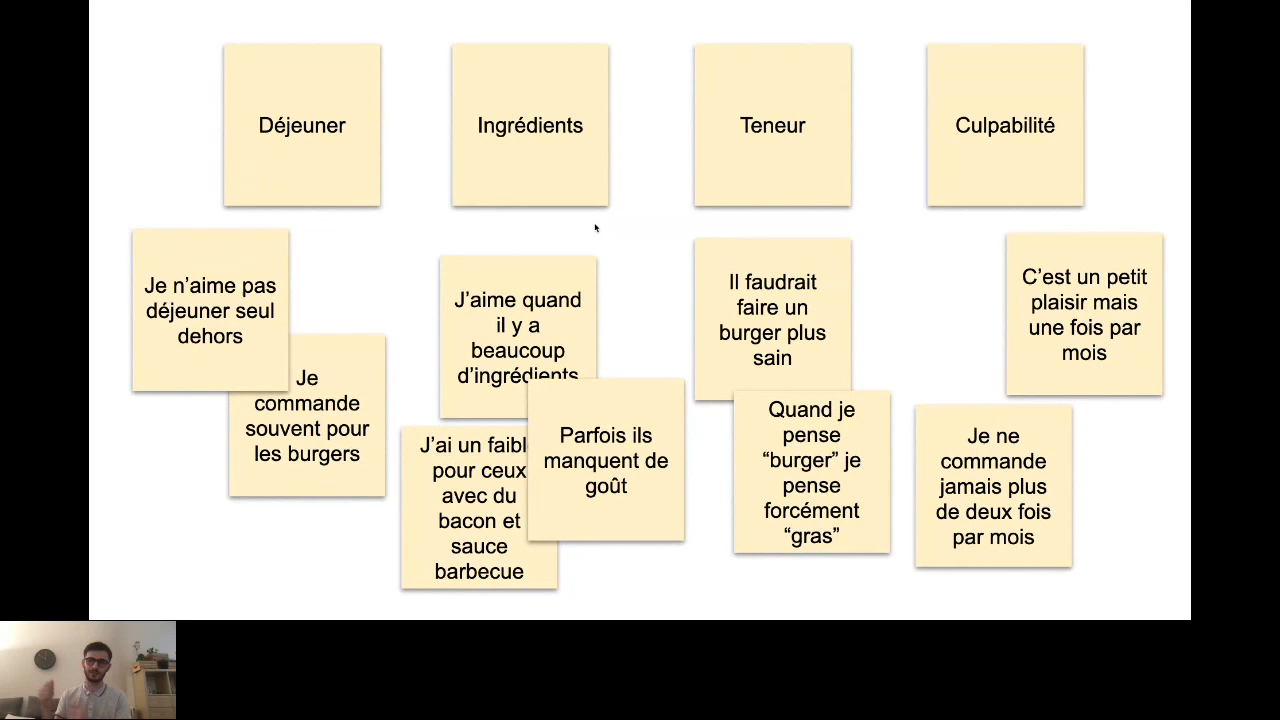 Déjeuner
Ingrédients
Teneur
Culpabilité
Je n’aime pas
déjeuner seul
dehors
Je
commande
souvent pour
les burgers
J’aime quand
il y a
beaucoup
d’ingrédients
J’ai un faible
pour ceux
avec du
bacon et
sauce
barbecue
Parfois ils
manquent de
goût
Il faudrait
faire un
burger plus
sain
Quand je
pense
“burger” je
pense
forcément
“gras”
C’est un petit
plaisir mais
une fois par
mois
Je ne
commande
jamais plus
de deux fois
par mois